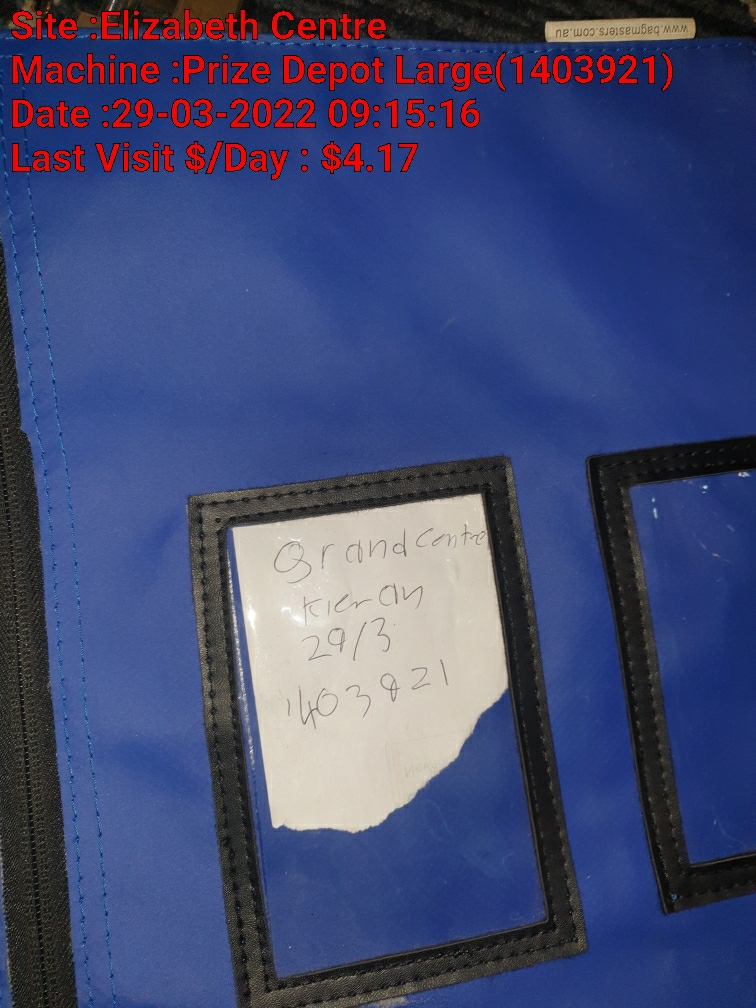 Site :Elizabeth Centre
www.bagmasters.com.au
Machine :Prize Depot Large(1403921)
Date :29-03-2022 09:15:16
Last Visit $/Day : $4.17
Grand Centre
Kieran
29/3
1403921